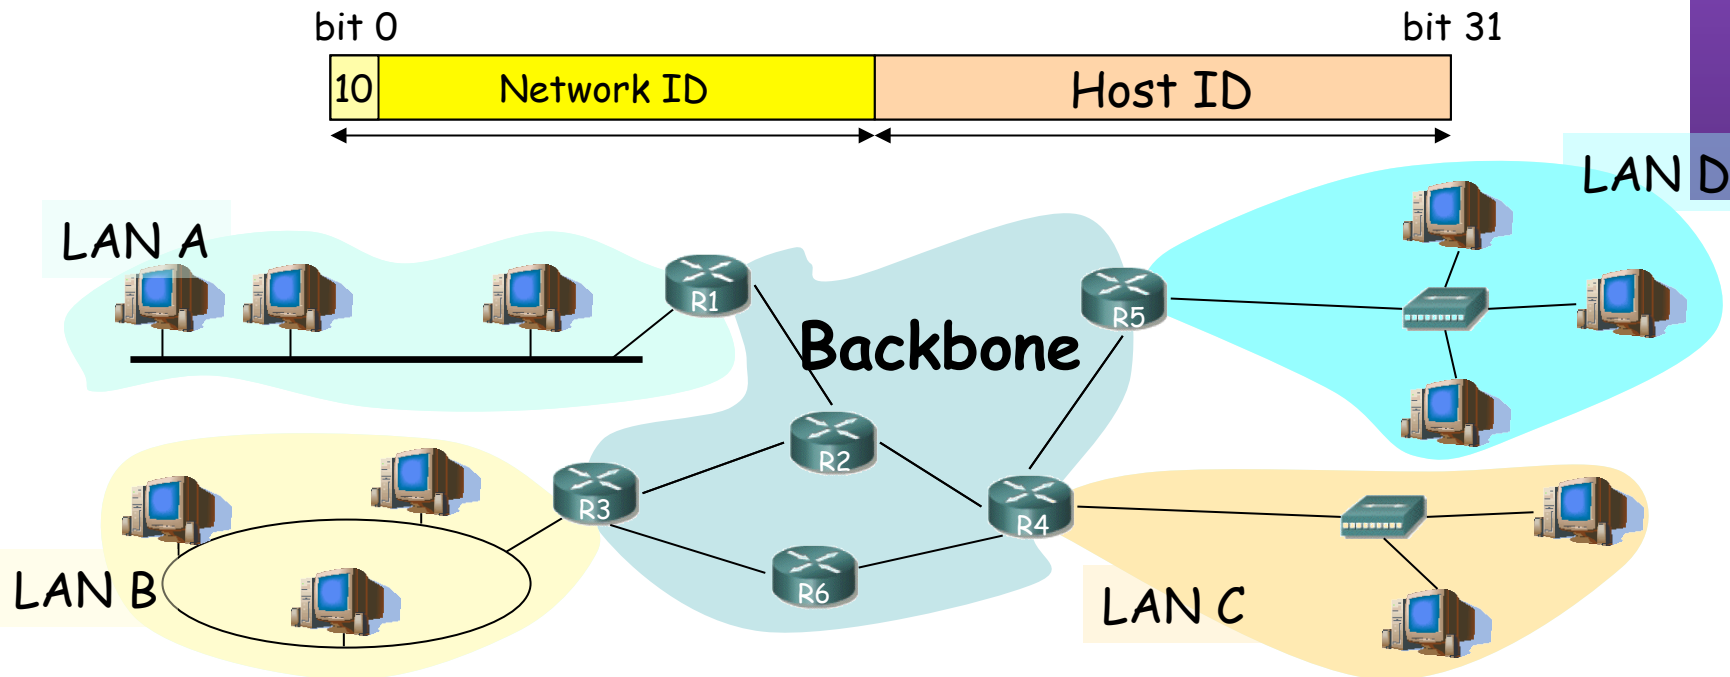 bit 0
bit 31
10
Network ID
Host ID
LAN D
LAN A
R1
R5
Backbone
R2
R3
R4
R6
LAN B
LAN C